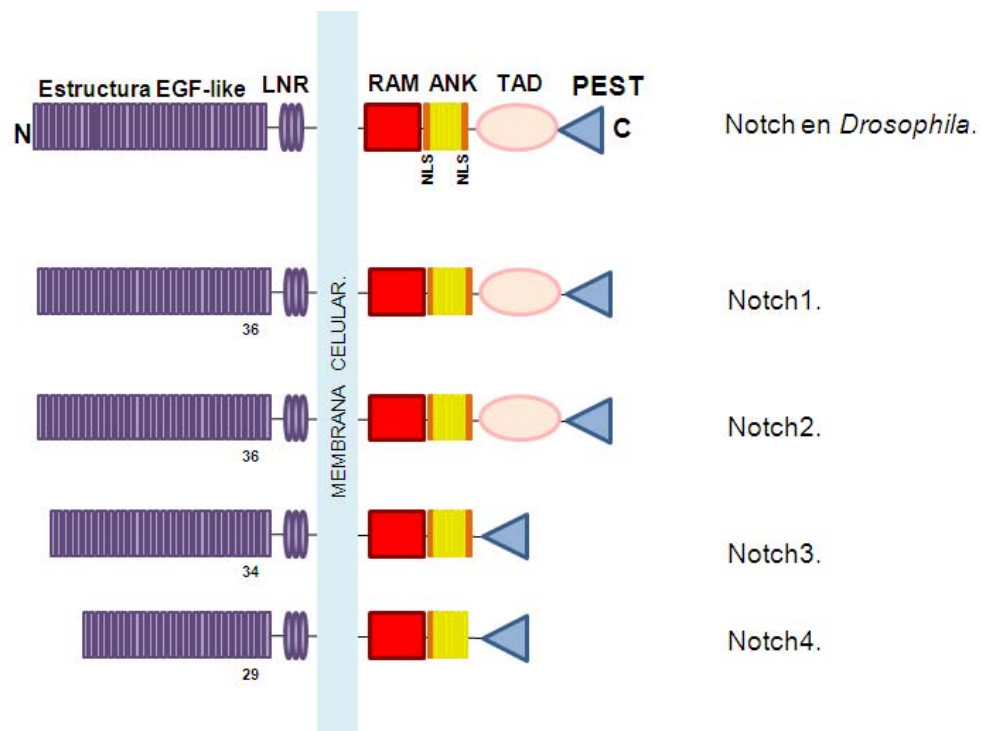 Estructura EGF-like LNR RAM ANK TAD PEST
N C Notch en Drosophila.
NLS NLS
36 Notch1.
MEMBRANA CELULAR.
36 Notch2.
34 Notch3.
29 Notch4.